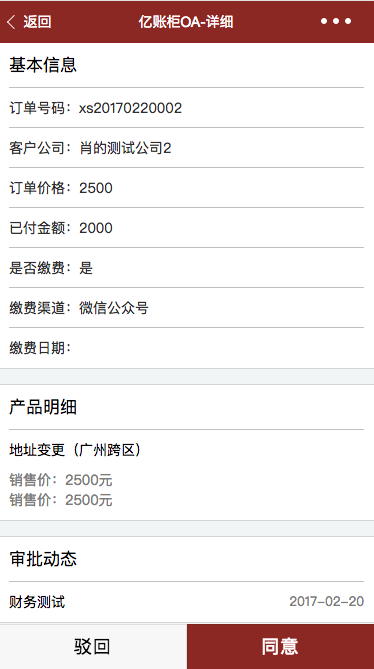 返回 亿账柜OA-详细
基本信息
订单号码：xs20170220002
客户公司：肖的测试公司2
订单价格：2500
已付金额：2000
是否缴费：是
缴费渠道：微信公众号
缴费日期：
产品明细
地址变更（广州跨区）
销售价：2500元
销售价：2500元
审批动态
财务测试 2017-02-20
驳回 同意